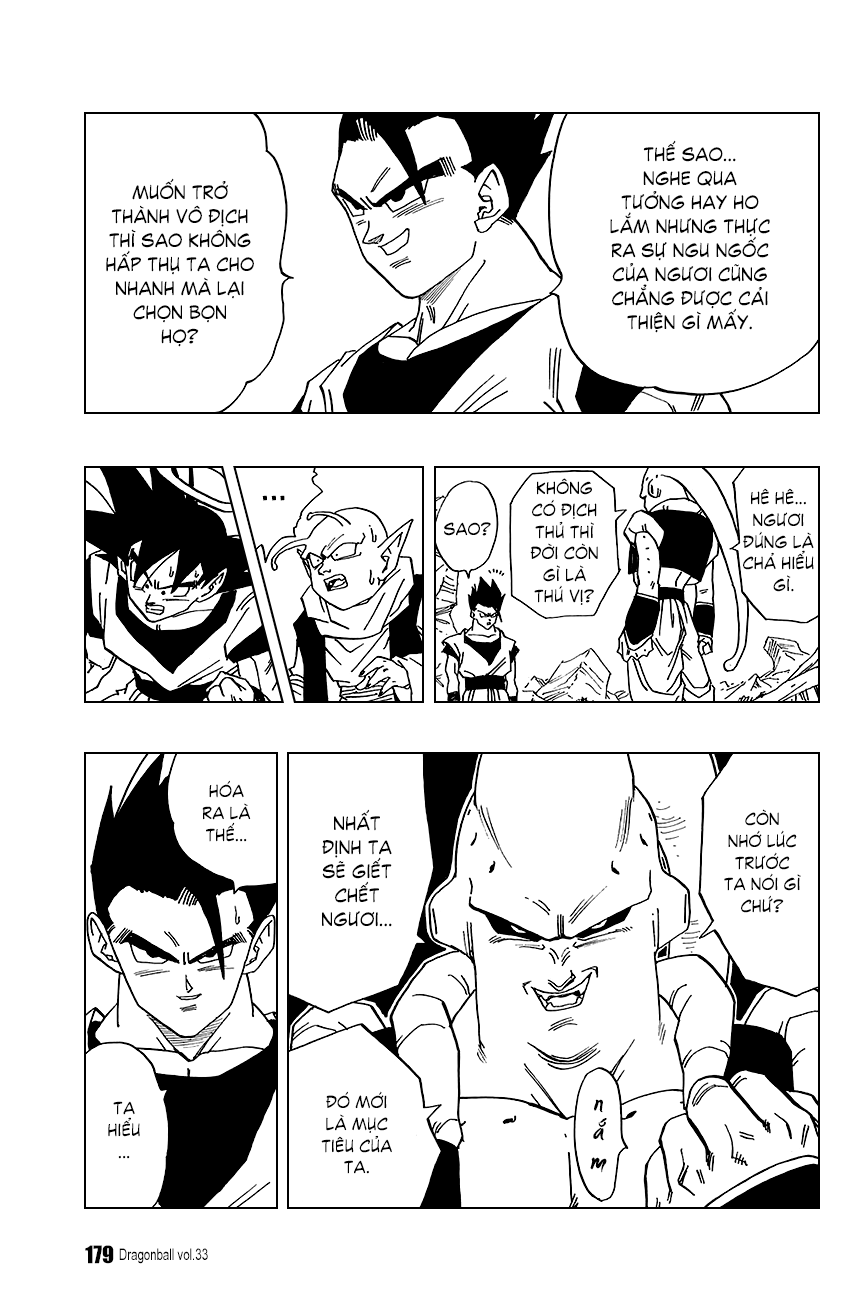 THẾ SAO...
NGHE QUA
TƯỞNG HAY HO
LẮM NHƯNG THỰC
RA SỰ NGU NGỐC
CỦA NGƯƠI CŨNG
CHẲNG ĐƯỢC CẢI
THIỆN GÌ MẤY.
MUỐN TRỞ
THÀNH VÔ ĐỊCH
THÌ SAO KHÔNG
HẤP THỤ TA CHO
NHANH MÀ LẠI
CHỌN BỌN
HỌ?
HÊ HÊ...
NGƯƠI
ĐÚNG LÀ
CHẢ HIỂU
GÌ.
KHÔNG
CÓ ĐỊCH
THỦ THÌ
ĐỜI CÒN
GÌ LÀ
THÚ VỊ?
SAO?
...
CÒN
NHỚ LÚC
TRƯỚC
TA NÓI GÌ
CHỨ?
NHẤT
ĐỊNH TA
SẼ GIẾT
CHẾT
NGƯƠI...
ĐÓ MỚI
LÀ MỤC
TIÊU CỦA
TA.
nắm
HÓA
RA LÀ
THẾ...
TA
HIỂU
...
179 Dragonball vol.33